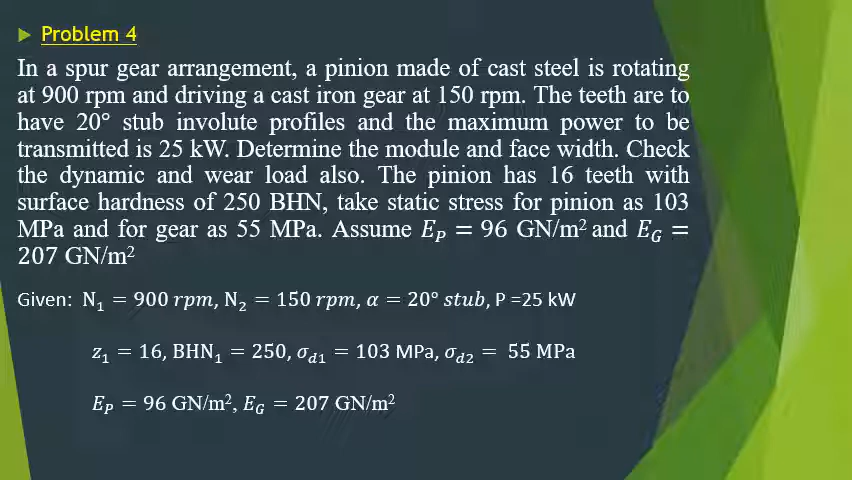 Problem 4
In a spur gear arrangement, a pinion made of cast steel is rotating
at 900 rpm and driving a cast iron gear at 150 rpm. The teeth are to
have 20° stub involute profiles and the maximum power to be
transmitted is 25 kW. Determine the module and face width. Check
the dynamic and wear load also. The pinion has 16 teeth with
surface hardness of 250 BHN, take static stress for pinion as 103
MPa and for gear as 55 MPa. Assume E_P = 96 GN/m² and E_G =
207 GN/m²
Given: N₁ = 900 rpm, N₂ = 150 rpm, α = 20° stub, P =25 kW
z₁ = 16, BHN₁ = 250, σ_d1 = 103 MPa, σ_d2 = 55 MPa
E_P = 96 GN/m², E_G = 207 GN/m²